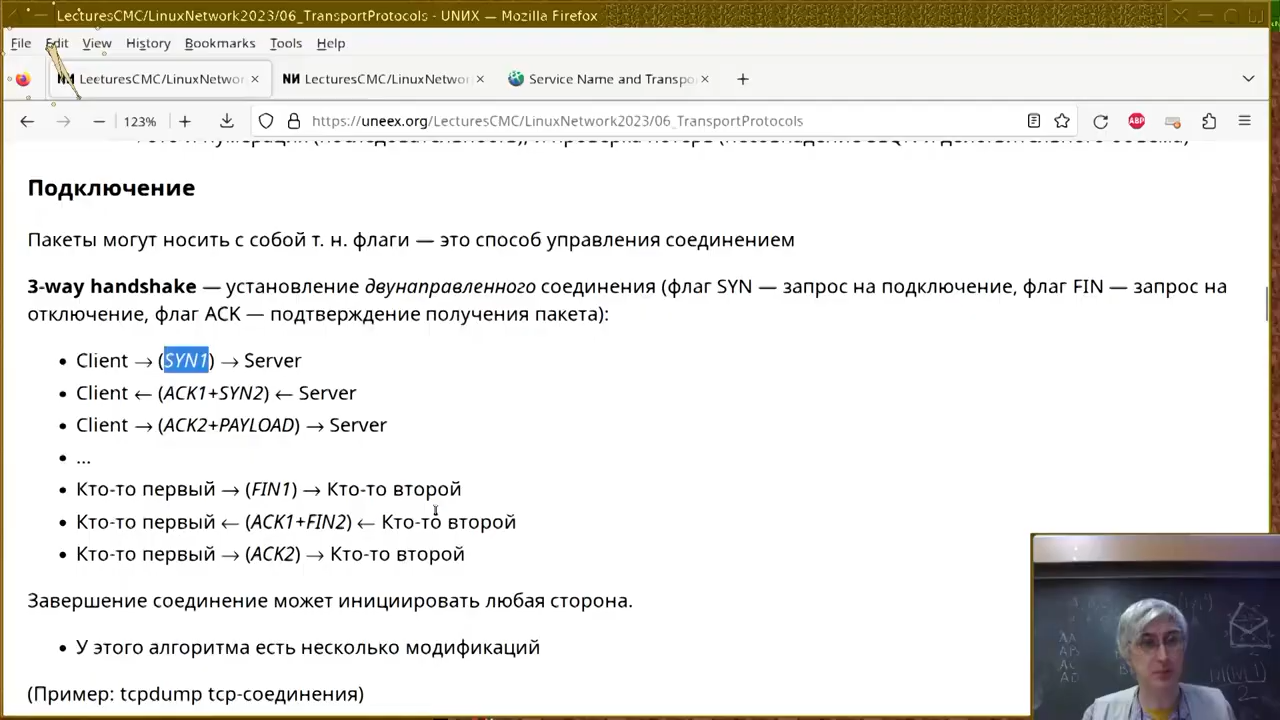 LecturesCMC/LinuxNetwork2023/06_TransportProtocols - UNИX — Mozilla Firefox
File Edit View History Bookmarks Tools Help
LecturesCMC/LinuxNetwor LecturesCMC/LinuxNetwor Service Name and Transpo
123% https://uneex.org/LecturesCMC/LinuxNetwork2023/06_TransportProtocols ABP
Подключение
Пакеты могут носить с собой т. н. флаги — это способ управления соединением
3-way handshake — установление двунаправленного соединения (флаг SYN — запрос на подключение, флаг FIN — запрос на
отключение, флаг ACK — подтверждение получения пакета):
• Client → (SYN1) → Server
• Client ← (ACK1+SYN2) ← Server
• Client → (ACK2+PAYLOAD) → Server
• ...
• Кто-то первый → (FIN1) → Кто-то второй
• Кто-то первый ← (ACK1+FIN2) ← Кто-то второй
• Кто-то первый → (ACK2) → Кто-то второй
Завершение соединение может инициировать любая сторона.
• У этого алгоритма есть несколько модификаций
(Пример: tcpdump tcp-соединения)